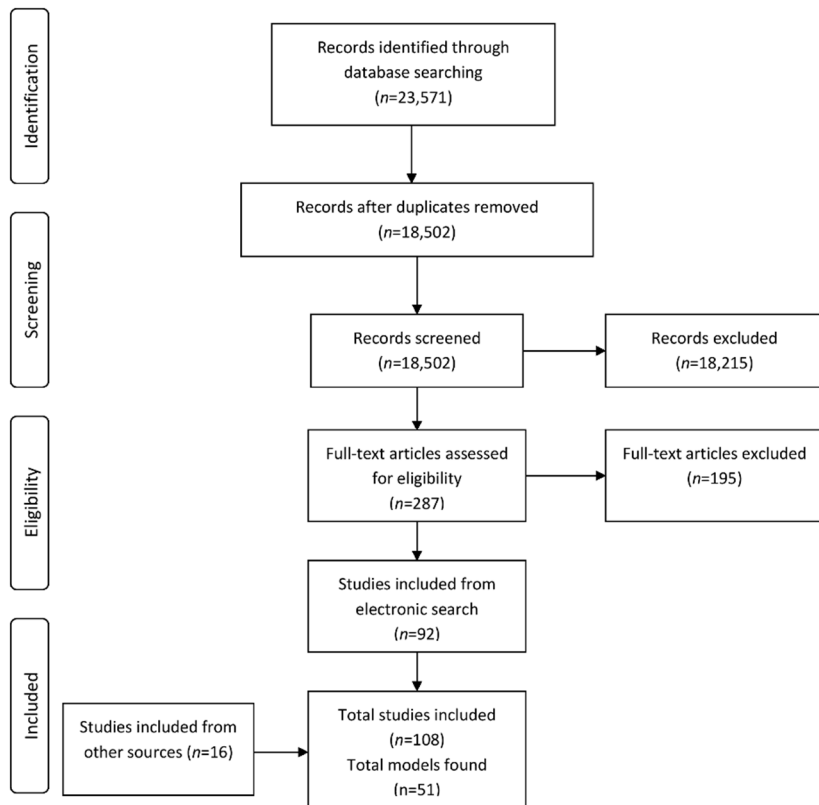 Identification
Records identified through
database searching
(n=23,571)
Records after duplicates removed
(n=18,502)
Screening
Records screened
(n=18,502)
Records excluded
(n=18,215)
Eligibility
Full-text articles assessed
for eligibility
(n=287)
Full-text articles excluded
(n=195)
Studies included from
electronic search
(n=92)
Included
Studies included from
other sources (n=16)
Total studies included
(n=108)
Total models found
(n=51)